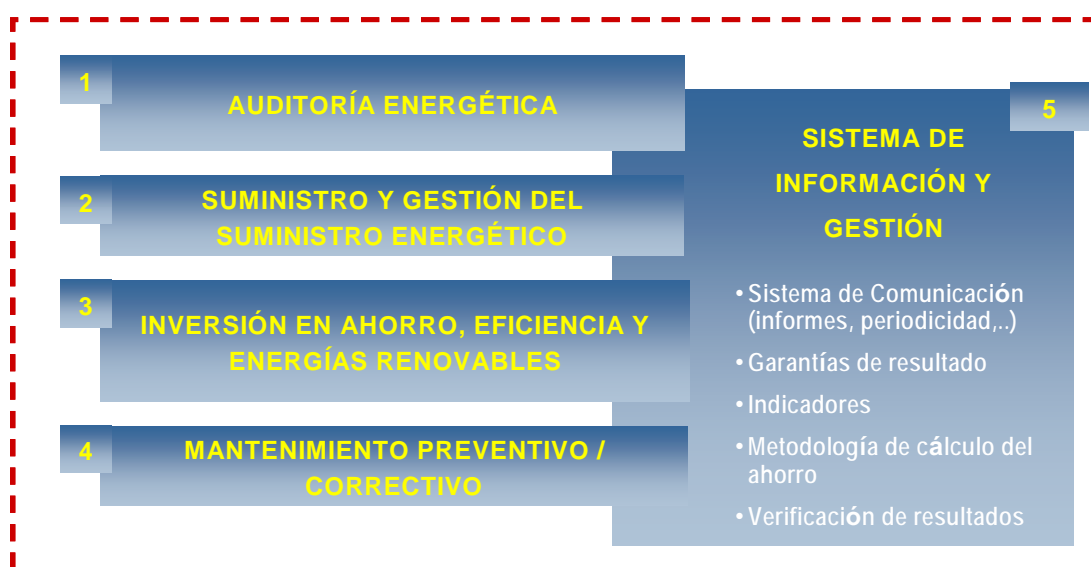 1
AUDITORÍA ENERGÉTICA
2
SUMINISTRO Y GESTIÓN DEL
SUMINISTRO ENERGÉTICO
3
INVERSIÓN EN AHORRO, EFICIENCIA Y
ENERGÍAS RENOVABLES
4
MANTENIMIENTO PREVENTIVO /
CORRECTIVO
5
SISTEMA DE
INFORMACIÓN Y
GESTIÓN
• Sistema de Comunicación
(informes, periodicidad,..)
• Garantías de resultado
• Indicadores
• Metodología de cálculo del
ahorro
• Verificación de resultados